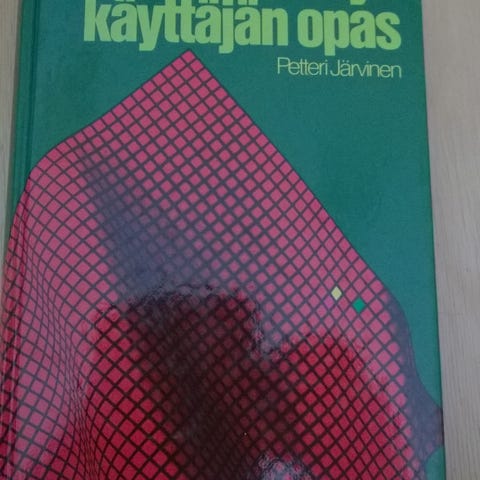 käyttäjän opas
Petteri Järvinen